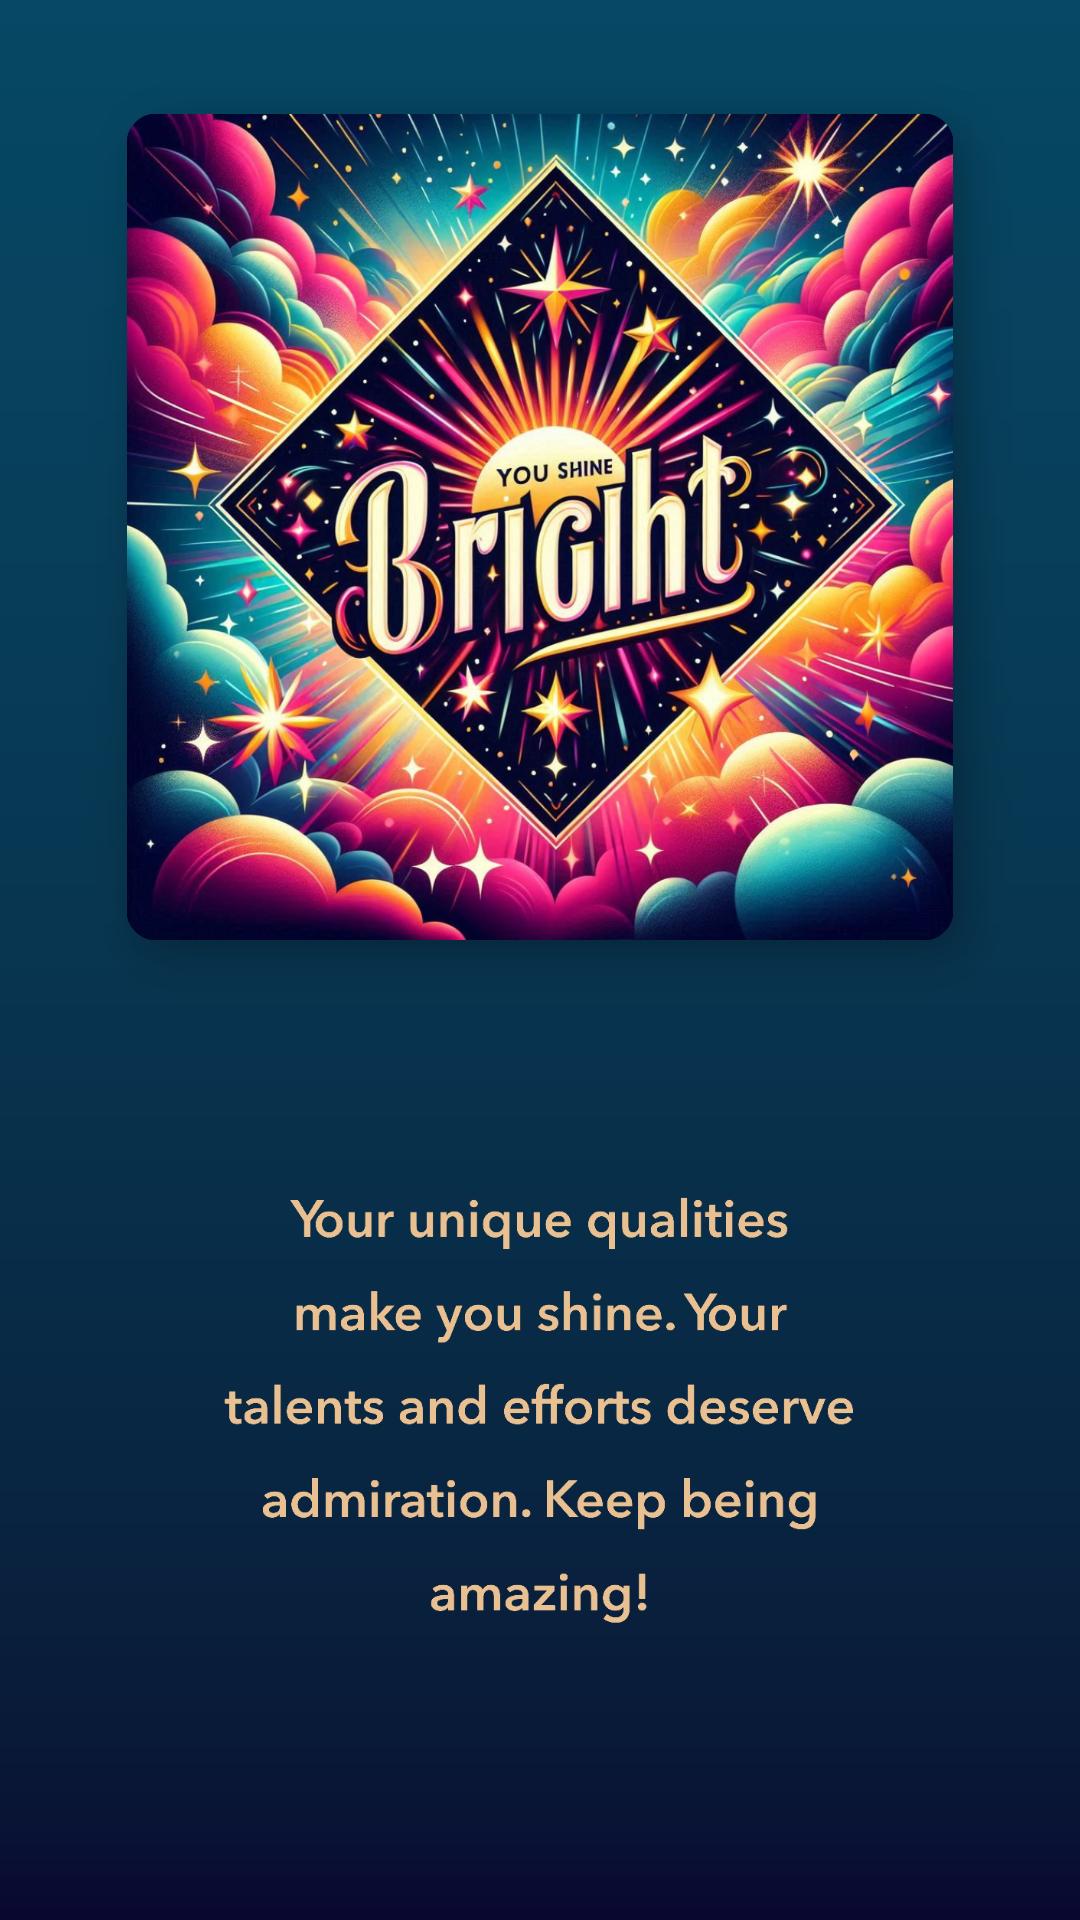 YOU SHINE
Bright
Your unique qualities
make you shine. Your
talents and efforts deserve
admiration. Keep being
amazing!